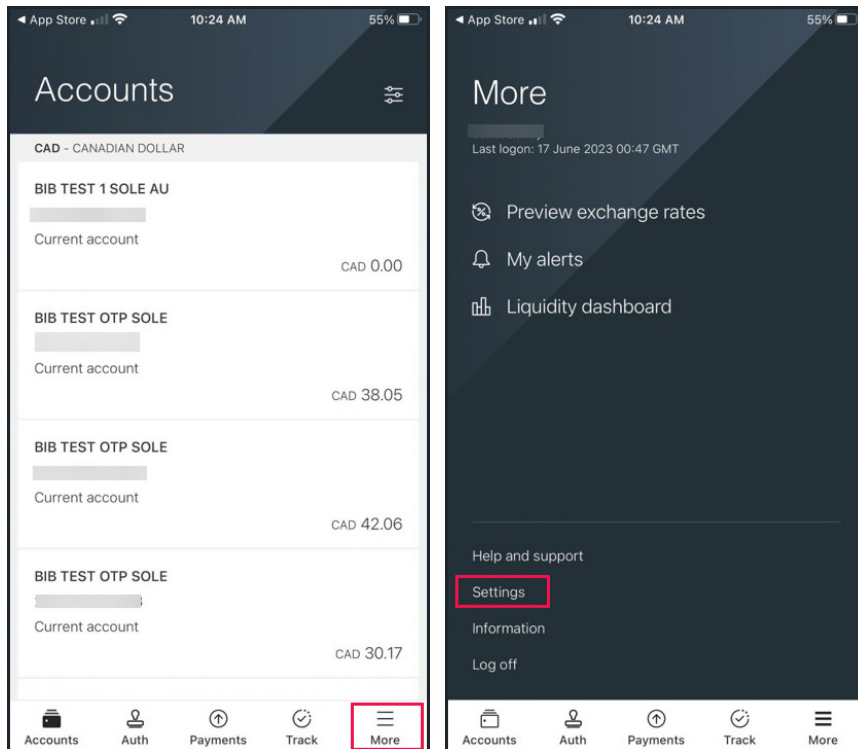 App Store
10:24 AM
55%
Accounts
CAD - CANADIAN DOLLAR
BIB TEST 1 SOLE AU
Current account
CAD 0.00
BIB TEST OTP SOLE
Current account
CAD 38.05
BIB TEST OTP SOLE
Current account
CAD 42.06
BIB TEST OTP SOLE
Current account
CAD 30.17
Accounts Auth Payments Track More
App Store
10:24 AM
55%
More
Last logon: 17 June 2023 00:47 GMT
Preview exchange rates
My alerts
Liquidity dashboard
Help and support
Settings
Information
Log off
Accounts Auth Payments Track More